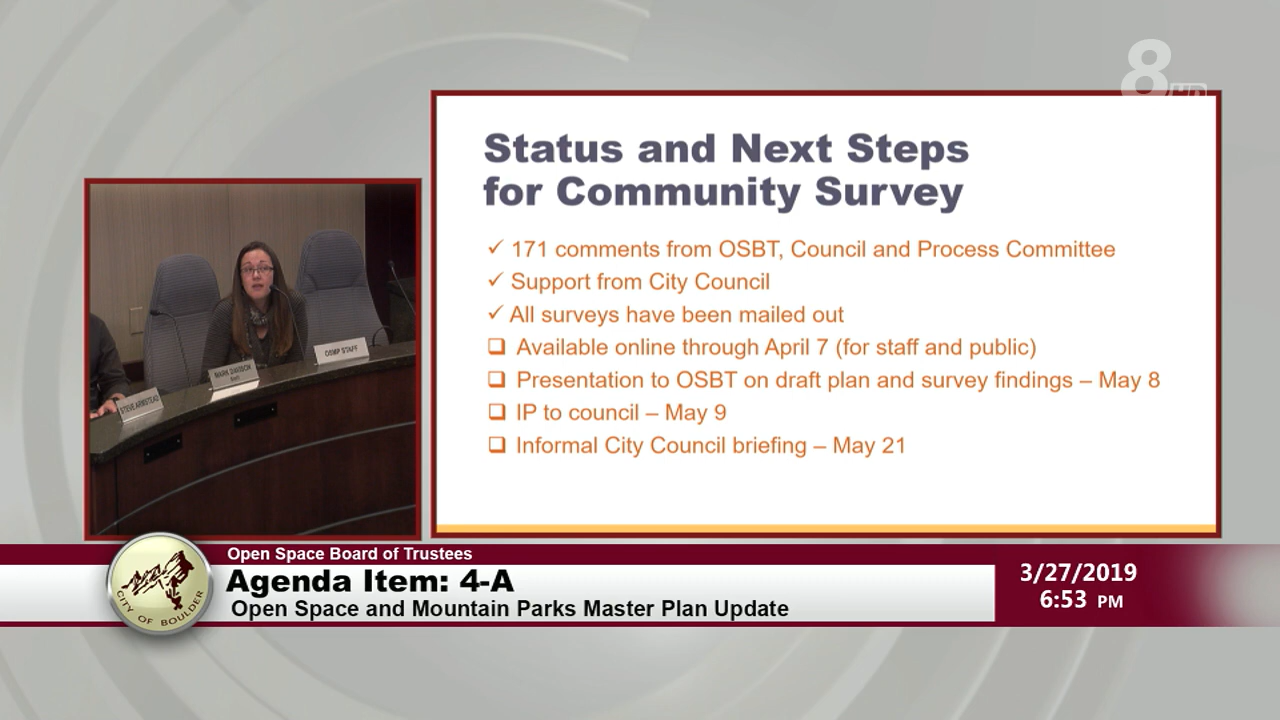 8HD
Status and Next Steps
for Community Survey
✓ 171 comments from OSBT, Council and Process Committee
✓ Support from City Council
✓ All surveys have been mailed out
❑ Available online through April 7 (for staff and public)
❑ Presentation to OSBT on draft plan and survey findings – May 8
❑ IP to council – May 9
❑ Informal City Council briefing – May 21
STEVE ARMSTEAD
MARK DAVISON
OSMP STAFF
Open Space Board of Trustees
Agenda Item: 4-A
Open Space and Mountain Parks Master Plan Update
CITY OF BOULDER
3/27/2019
6:53 PM